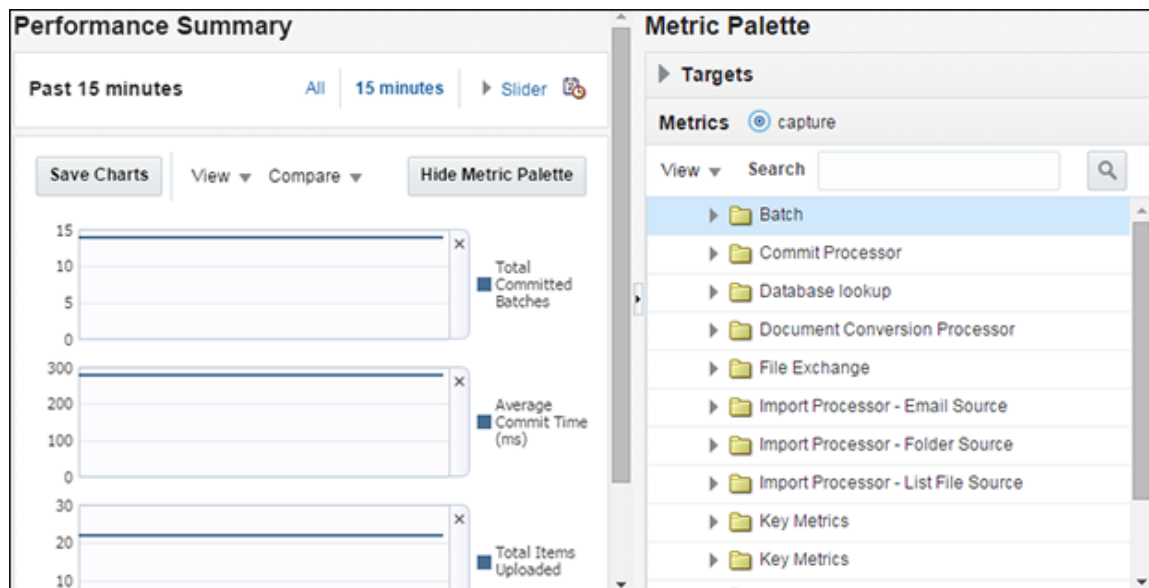 Performance Summary
Past 15 minutes All 15 minutes Slider
Save Charts View Compare Hide Metric Palette
15
10
5
0
Total
Committed
Batches
300
200
100
0
Average
Commit Time
(ms)
30
20
10
Total Items
Uploaded
Metric Palette
Targets
Metrics capture
View Search
Batch
Commit Processor
Database lookup
Document Conversion Processor
File Exchange
Import Processor - Email Source
Import Processor - Folder Source
Import Processor - List File Source
Key Metrics
Key Metrics